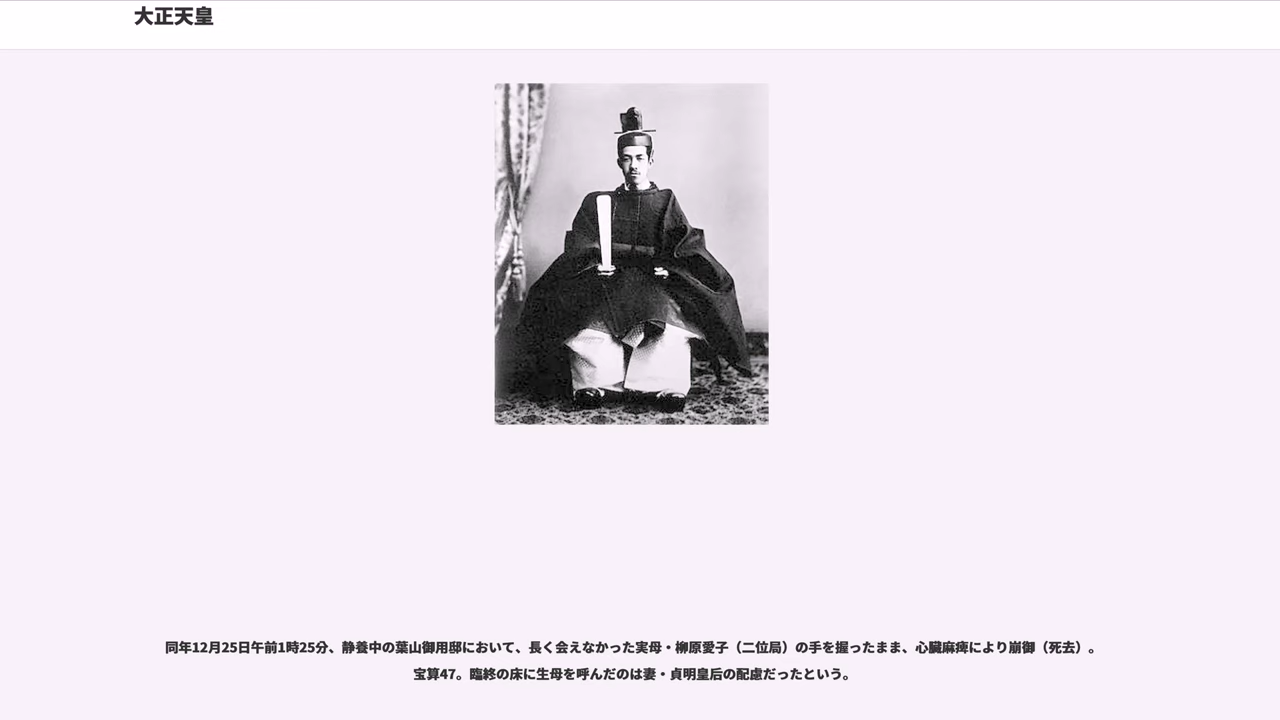 大正天皇
同年12月25日午前1時25分、静養中の葉山御用邸において、長く会えなかった実母・柳原愛子（二位局）の手を握ったまま、心臓麻痺により崩御（死去）。
宝算47。臨終の床に生母を呼んだのは妻・貞明皇后の配慮だったという。